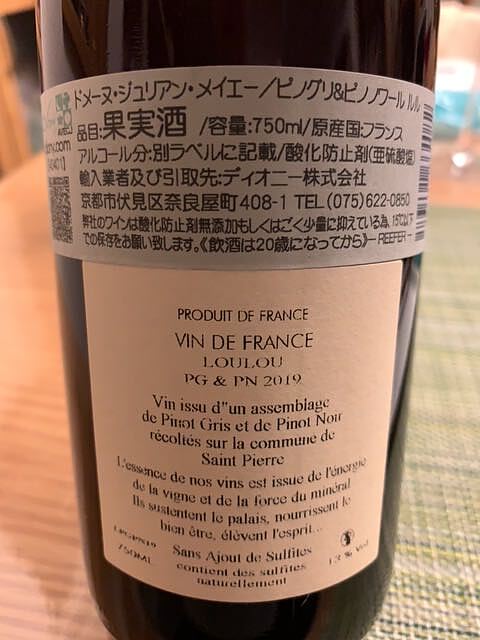 ドメーヌ・ジュリアン・メイエー/ピノグリ&ピノノワール ルル
品目:果実酒 /容量:750ml/原産国:フランス
アルコール分:別ラベルに記載/酸化防止剤(亜硫酸塩)
輸入業者及び引取先:ディオニー株式会社
京都市伏見区奈良屋町408-1 TEL(075)622-0850
弊社のワインは酸化防止剤無添加もしくはごく少量に抑えている為、15℃以下
での保存をお願い致します。《飲酒は20歳になってから》— REEFER —
PRODUIT DE FRANCE
VIN DE FRANCE
LOULOU
PG & PN 2019
Vin issu d"un assemblage
de Pinot Gris et de Pinot Noir
récoltés sur la commune de
Saint Pierre
L'essence de nos vins est issue de l'énergie
de la vigne et de la force du minéral
Ils sustentent le palais, nourrissent le
bien être, élèvent l'esprit...
LPGPN19
750ML
Sans Ajout de Sulfites
contient des sulfites
naturellement
13 % Vol